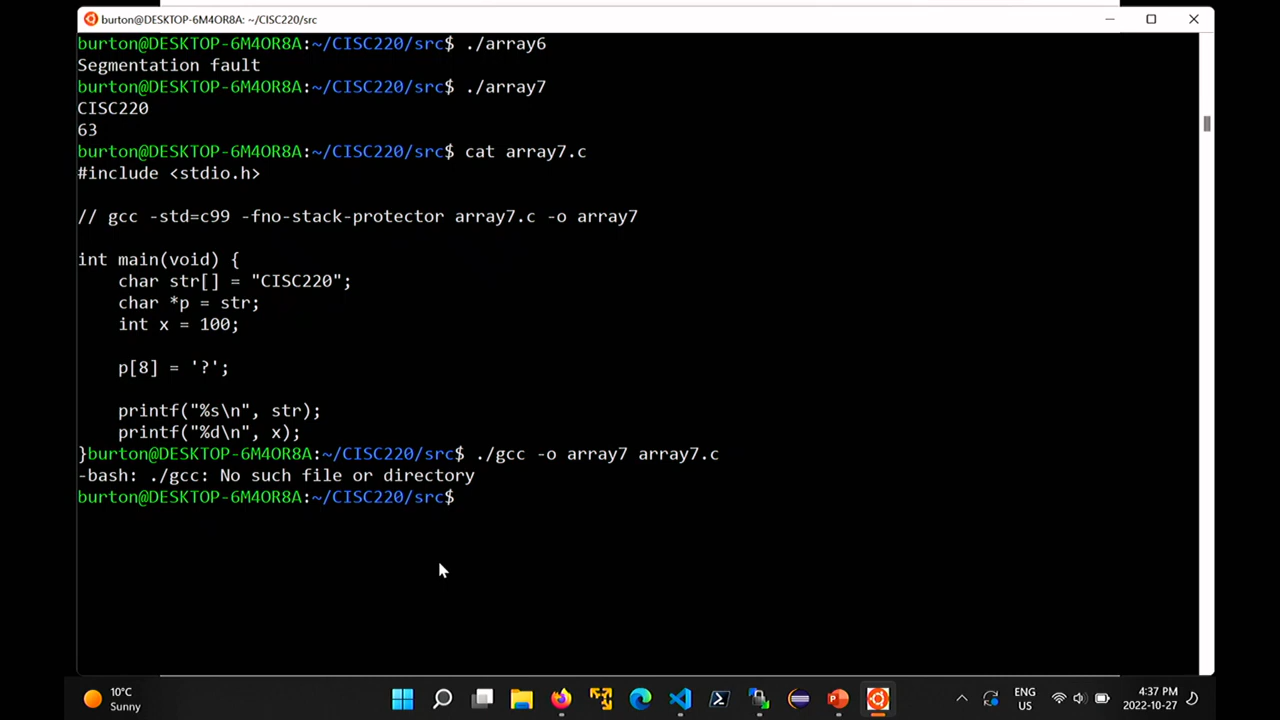 burton@DESKTOP-6M4OR8A: ~/CISC220/src
burton@DESKTOP-6M4OR8A:~/CISC220/src$ ./array6
Segmentation fault
burton@DESKTOP-6M4OR8A:~/CISC220/src$ ./array7
CISC220
63
burton@DESKTOP-6M4OR8A:~/CISC220/src$ cat array7.c
#include <stdio.h>
// gcc -std=c99 -fno-stack-protector array7.c -o array7
int main(void) {
    char str[] = "CISC220";
    char *p = str;
    int x = 100;
    p[8] = '?';
    printf("%s\n", str);
    printf("%d\n", x);
}burton@DESKTOP-6M4OR8A:~/CISC220/src$ ./gcc -o array7 array7.c
-bash: ./gcc: No such file or directory
burton@DESKTOP-6M4OR8A:~/CISC220/src$
10°C
Sunny
ENG
US
4:37 PM
2022-10-27